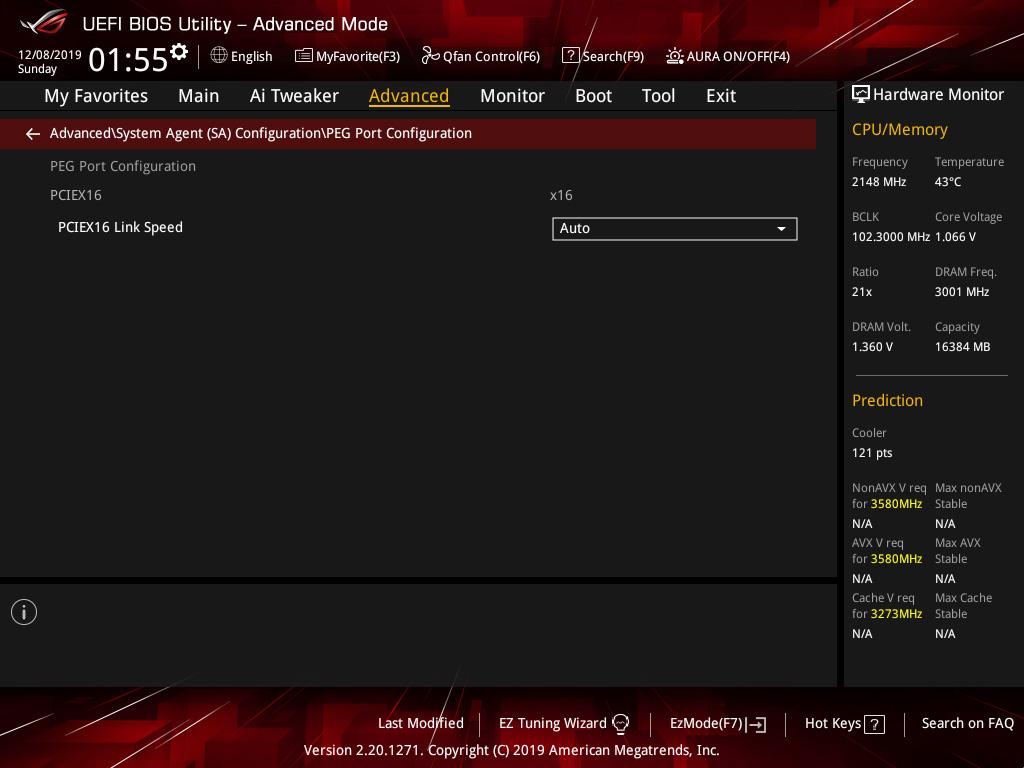 UEFI BIOS Utility – Advanced Mode
12/08/2019
Sunday
01:55
English
MyFavorite(F3)
Qfan Control(F6)
? Search(F9)
AURA ON/OFF(F4)
My Favorites Main Ai Tweaker Advanced Monitor Boot Tool Exit
Hardware Monitor
← Advanced\System Agent (SA) Configuration\PEG Port Configuration
PEG Port Configuration
PCIEX16 x16
PCIEX16 Link Speed Auto
CPU/Memory
Frequency Temperature
2148 MHz 43°C
BCLK Core Voltage
102.3000 MHz 1.066 V
Ratio DRAM Freq.
21x 3001 MHz
DRAM Volt. Capacity
1.360 V 16384 MB
Prediction
Cooler
121 pts
NonAVX V req Max nonAVX
for 3580MHz Stable
N/A N/A
AVX V req Max AVX
for 3580MHz Stable
N/A N/A
Cache V req Max Cache
for 3273MHz Stable
N/A N/A
i
Last Modified EZ Tuning Wizard EzMode(F7) Hot Keys ? Search on FAQ
Version 2.20.1271. Copyright (C) 2019 American Megatrends, Inc.